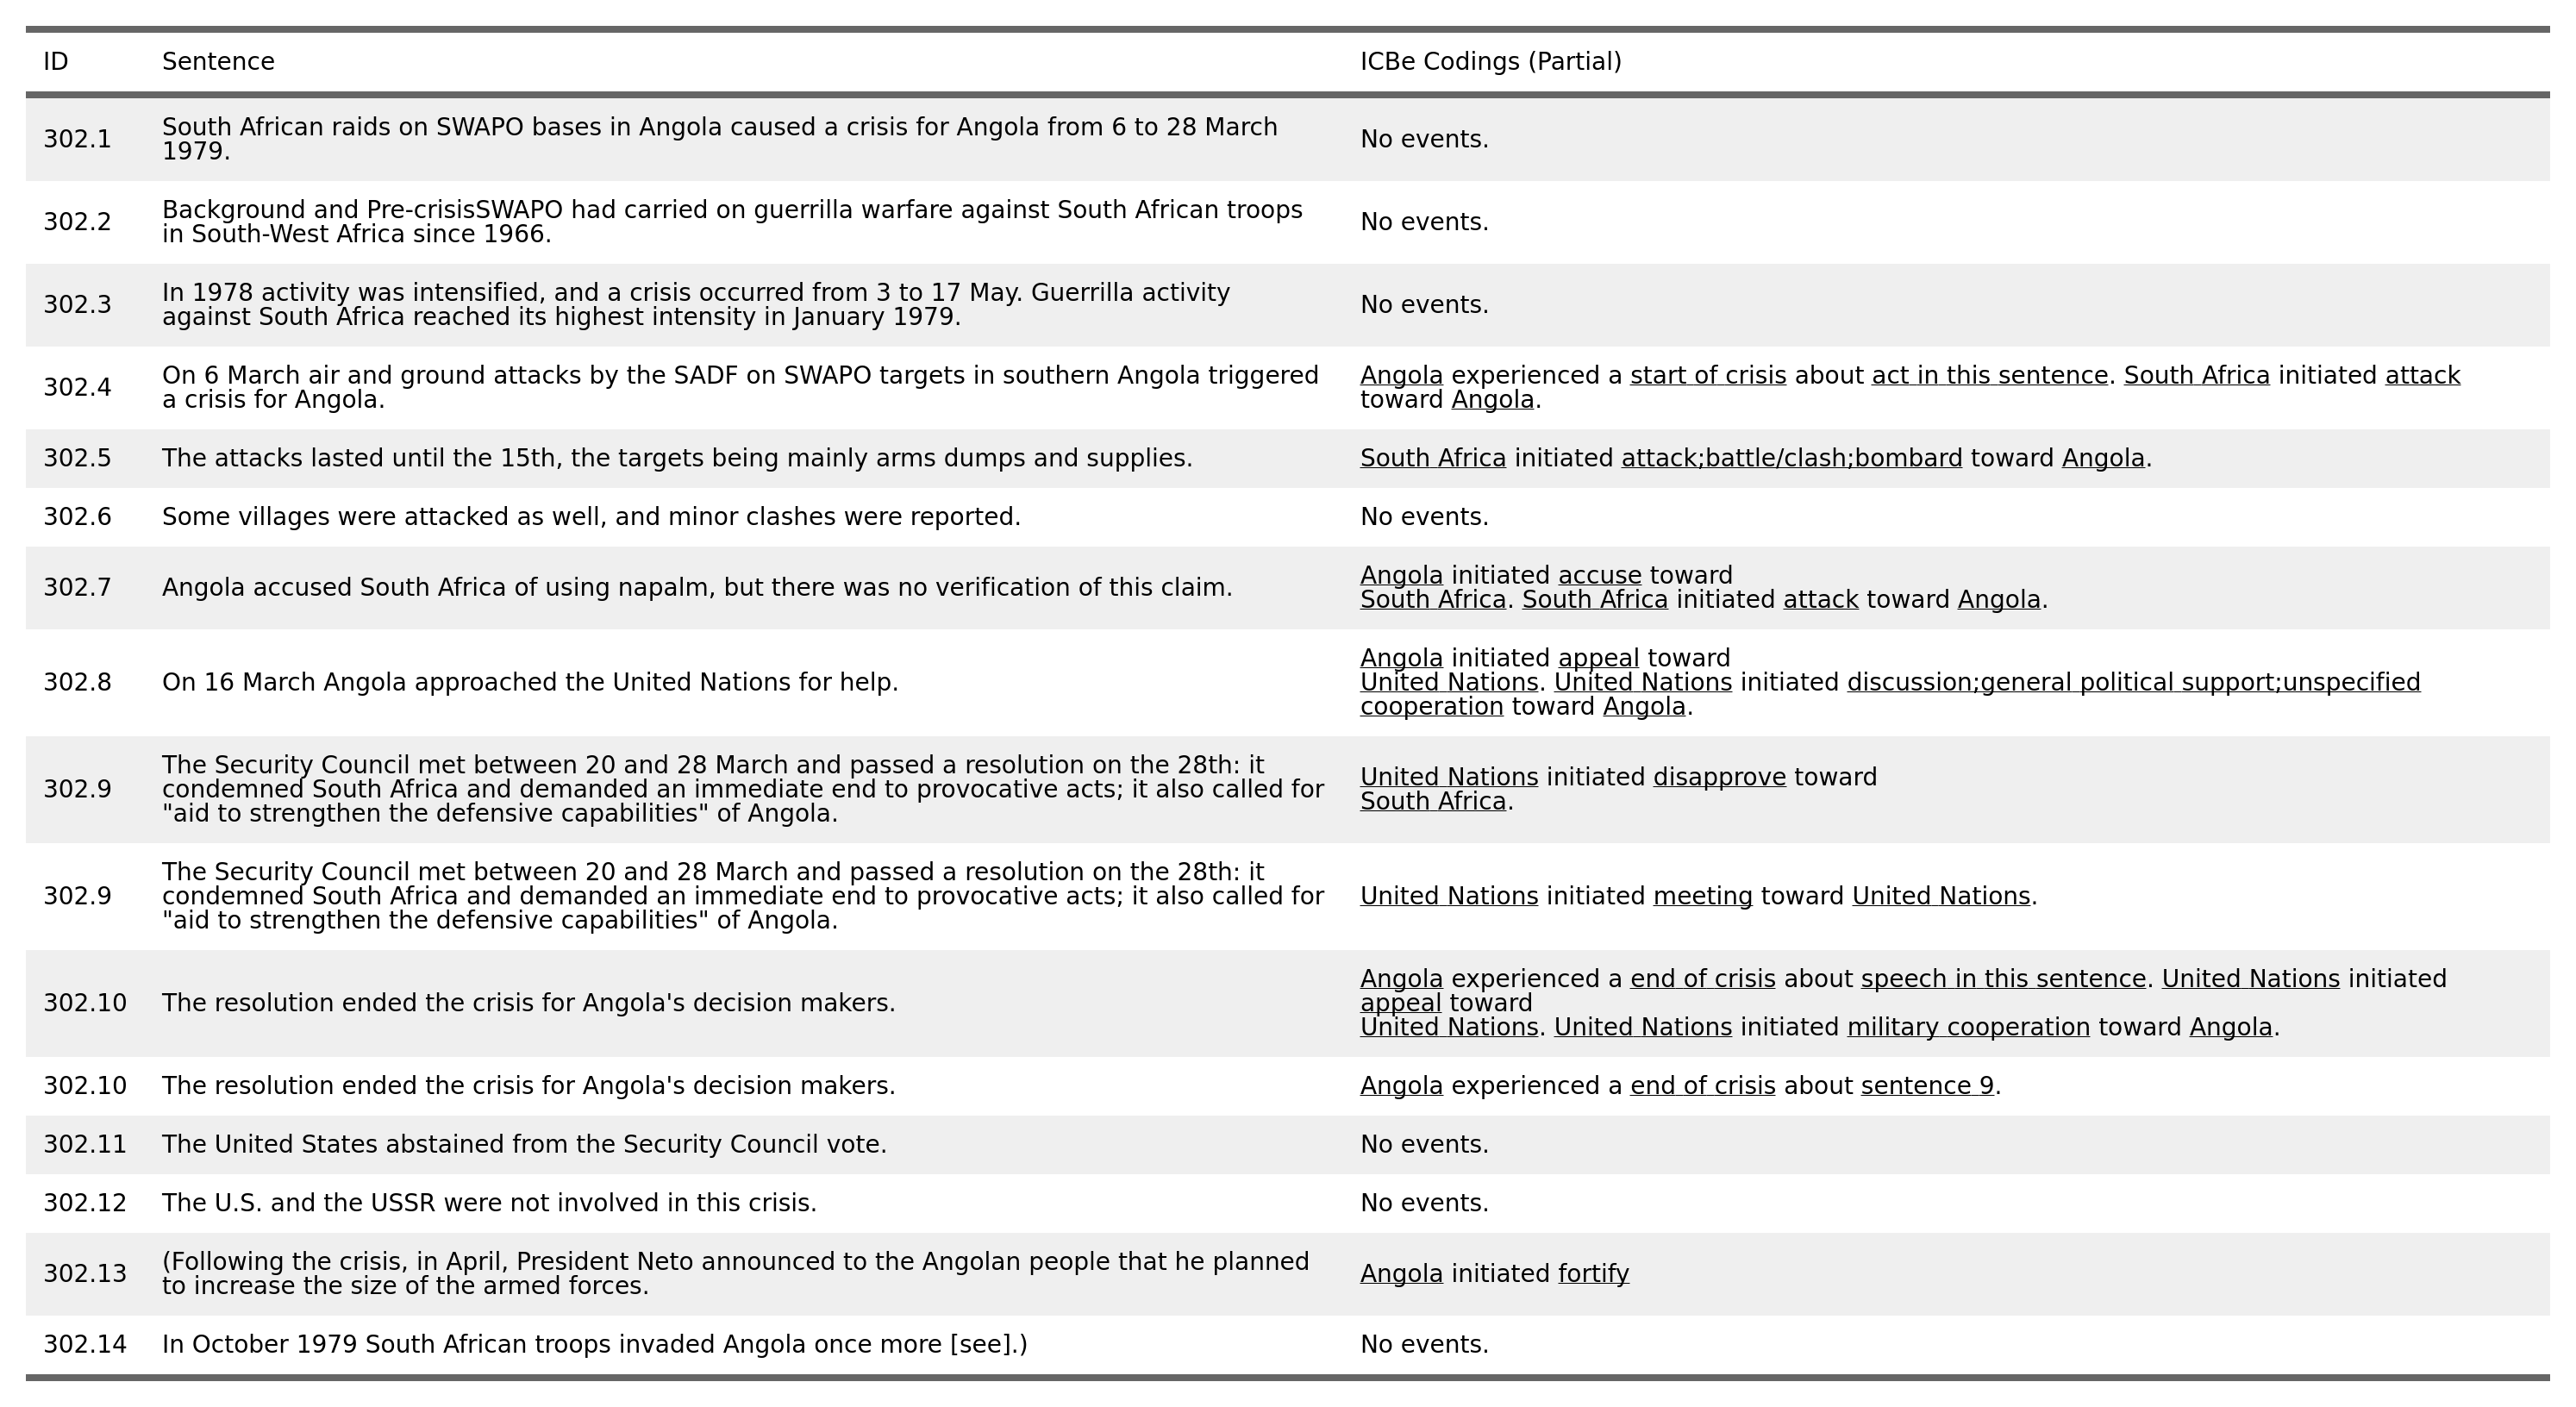 ID Sentence ICBe Codings (Partial)
302.1 South African raids on SWAPO bases in Angola caused a crisis for Angola from 6 to 28 March
1979. No events.
302.2 Background and Pre-crisisSWAPO had carried on guerrilla warfare against South African troops
in South-West Africa since 1966. No events.
302.3 In 1978 activity was intensified, and a crisis occurred from 3 to 17 May. Guerrilla activity
against South Africa reached its highest intensity in January 1979. No events.
302.4 On 6 March air and ground attacks by the SADF on SWAPO targets in southern Angola triggered
a crisis for Angola.
Angola experienced a start of crisis about act in this sentence. South Africa initiated attack
toward Angola.
302.5 The attacks lasted until the 15th, the targets being mainly arms dumps and supplies. South Africa initiated attack;battle/clash;bombard toward Angola.
302.6 Some villages were attacked as well, and minor clashes were reported. No events.
302.7 Angola accused South Africa of using napalm, but there was no verification of this claim.
Angola initiated accuse toward
South Africa. South Africa initiated attack toward Angola.
302.8 On 16 March Angola approached the United Nations for help.
Angola initiated appeal toward
United Nations. United Nations initiated discussion;general political support;unspecified
cooperation toward Angola.
302.9 The Security Council met between 20 and 28 March and passed a resolution on the 28th: it
condemned South Africa and demanded an immediate end to provocative acts; it also called for
"aid to strengthen the defensive capabilities" of Angola.
United Nations initiated disapprove toward
South Africa.
302.9 The Security Council met between 20 and 28 March and passed a resolution on the 28th: it
condemned South Africa and demanded an immediate end to provocative acts; it also called for
"aid to strengthen the defensive capabilities" of Angola.
United Nations initiated meeting toward United Nations.
302.10 The resolution ended the crisis for Angola's decision makers.
Angola experienced a end of crisis about speech in this sentence. United Nations initiated
appeal toward
United Nations. United Nations initiated military cooperation toward Angola.
302.10 The resolution ended the crisis for Angola's decision makers. Angola experienced a end of crisis about sentence 9.
302.11 The United States abstained from the Security Council vote. No events.
302.12 The U.S. and the USSR were not involved in this crisis. No events.
302.13 (Following the crisis, in April, President Neto announced to the Angolan people that he planned
to increase the size of the armed forces.
Angola initiated fortify
302.14 In October 1979 South African troops invaded Angola once more [see].) No events.